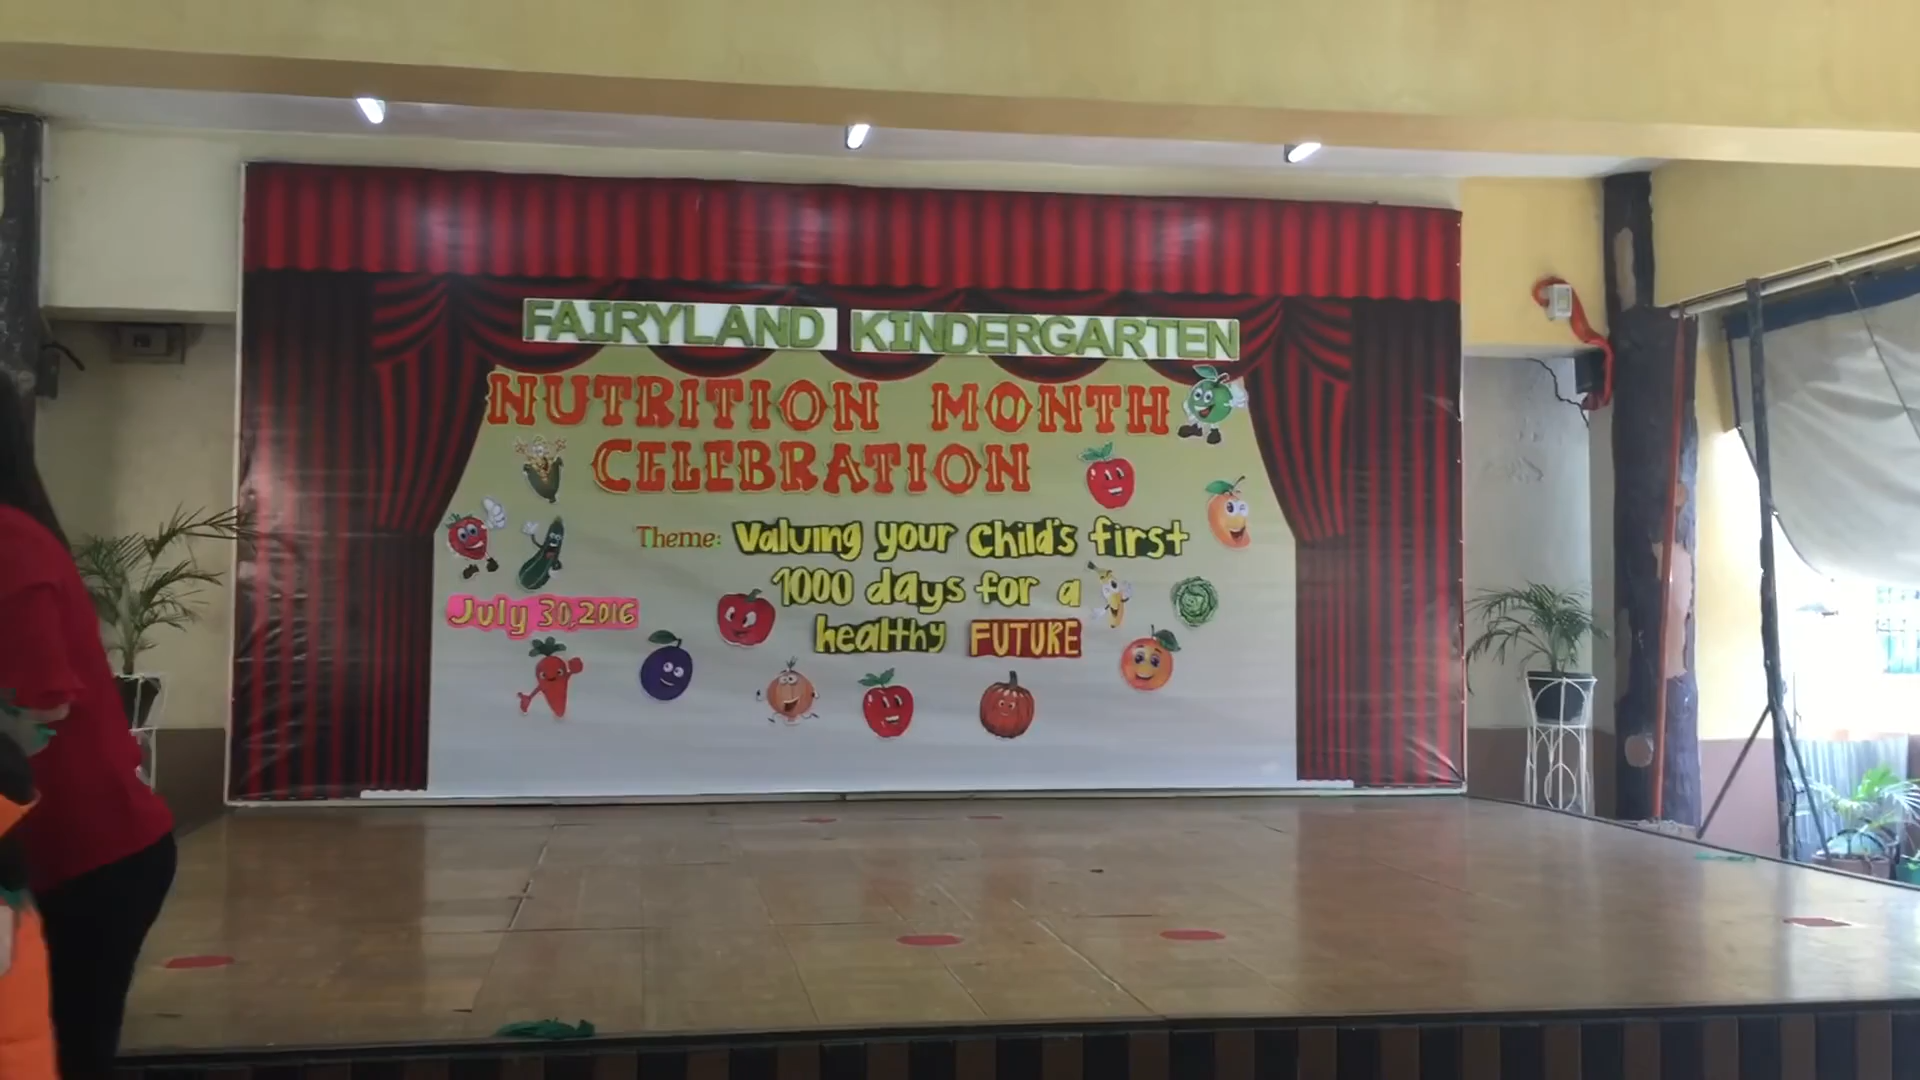 FAIRYLAND KINDERGARTEN
NUTRITION MONTH
CELEBRATION
Theme: Valuing your child's first
1000 days for a
healthy FUTURE
July 30, 2016